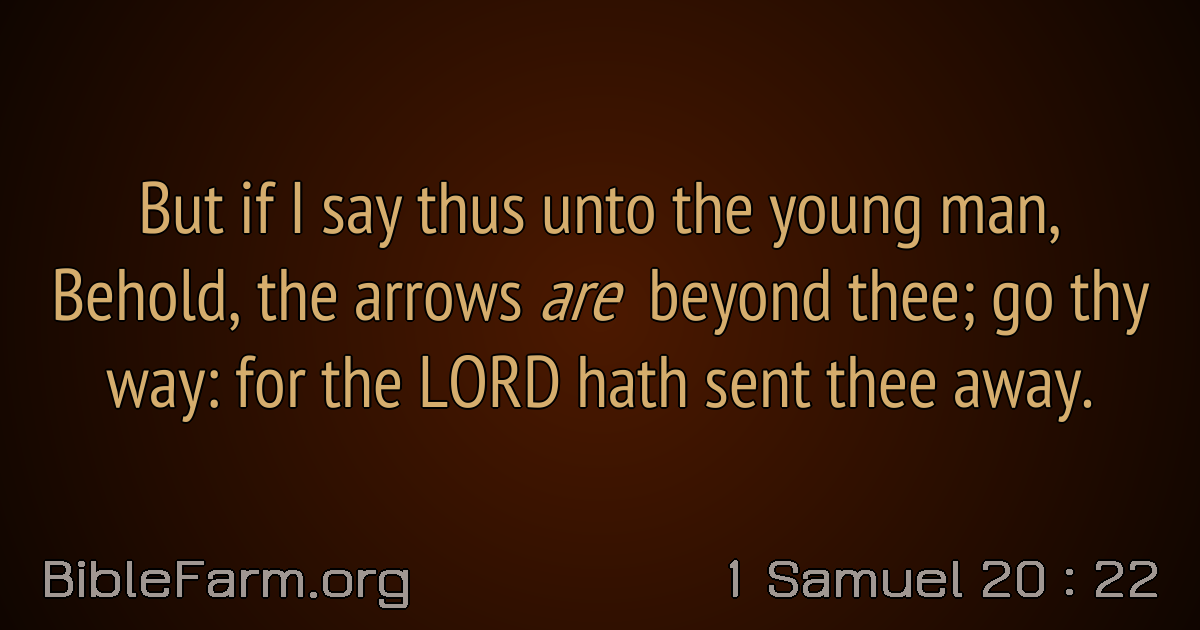 But if I say thus unto the young man,
Behold, the arrows are beyond thee; go thy
way: for the LORD hath sent thee away.
BibleFarm.org
1 Samuel 20 : 22